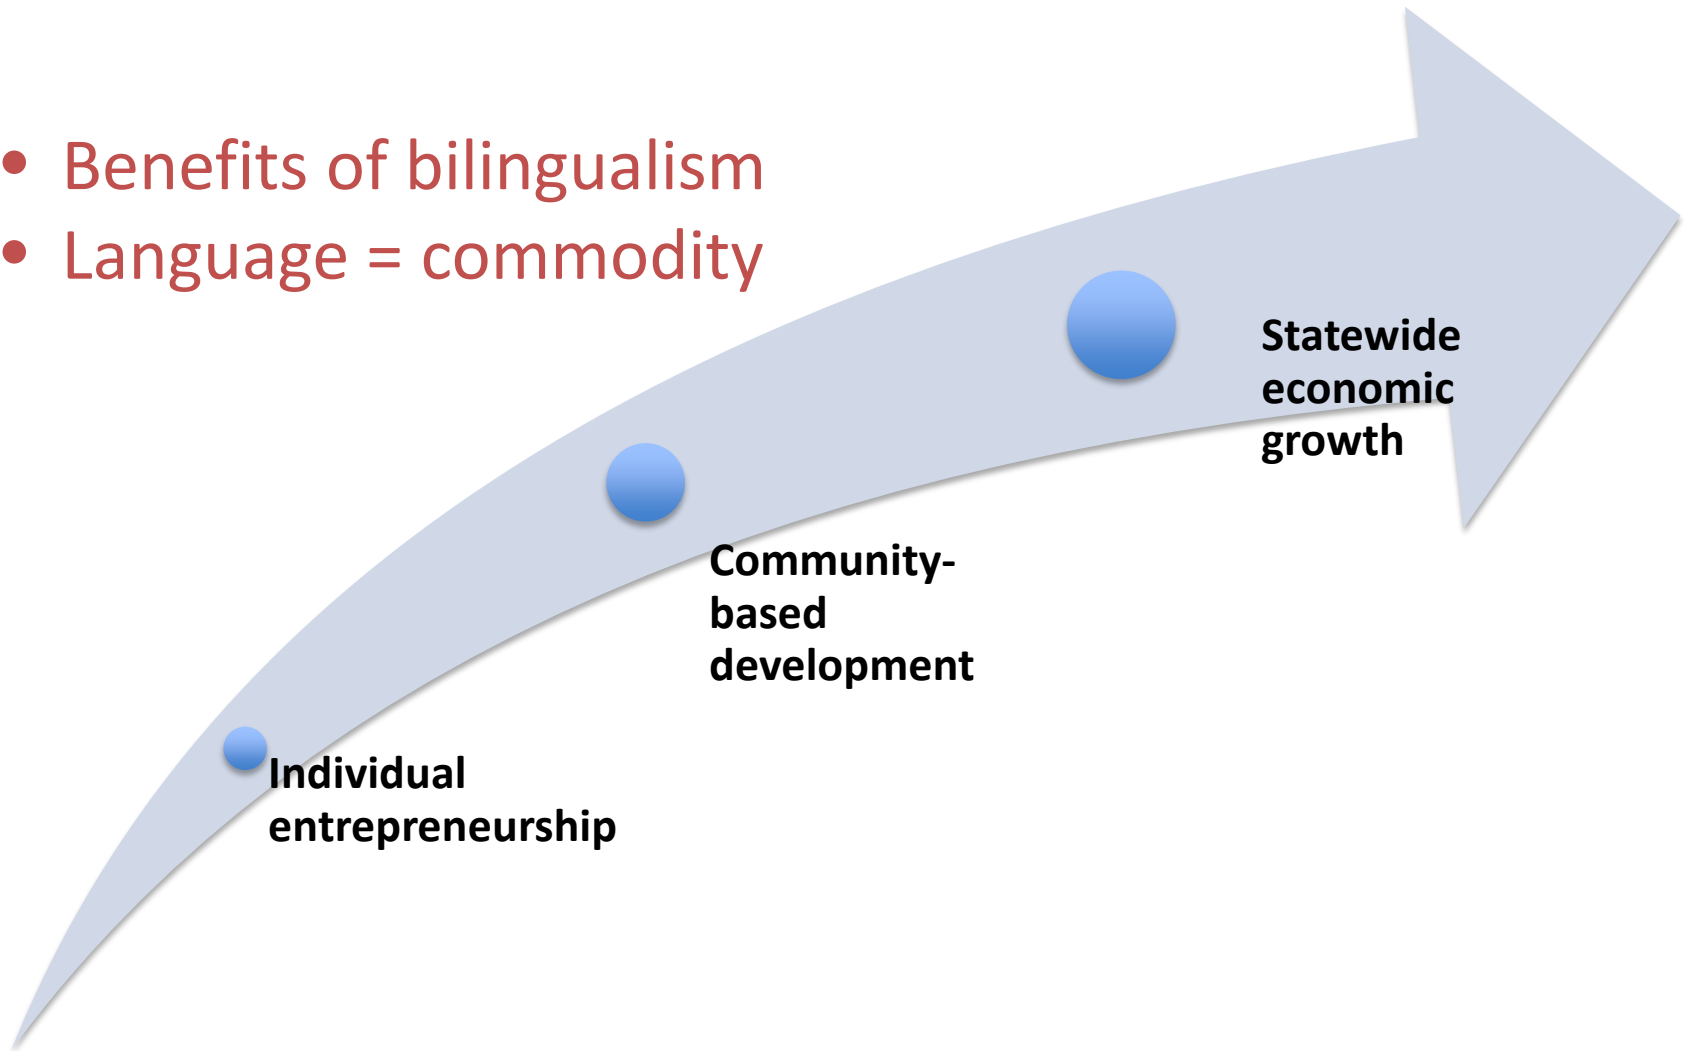 • Benefits of bilingualism
• Language = commodity
Statewide
economic
growth
Community-
based
development
Individual
entrepreneurship